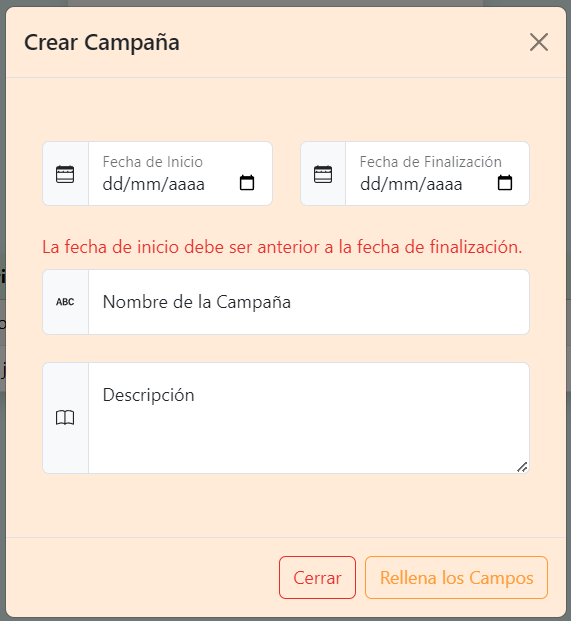 Crear Campaña
Fecha de Inicio
dd/mm/aaaa
Fecha de Finalización
dd/mm/aaaa
La fecha de inicio debe ser anterior a la fecha de finalización.
ABC
Nombre de la Campaña
Descripción
Cerrar
Rellena los Campos